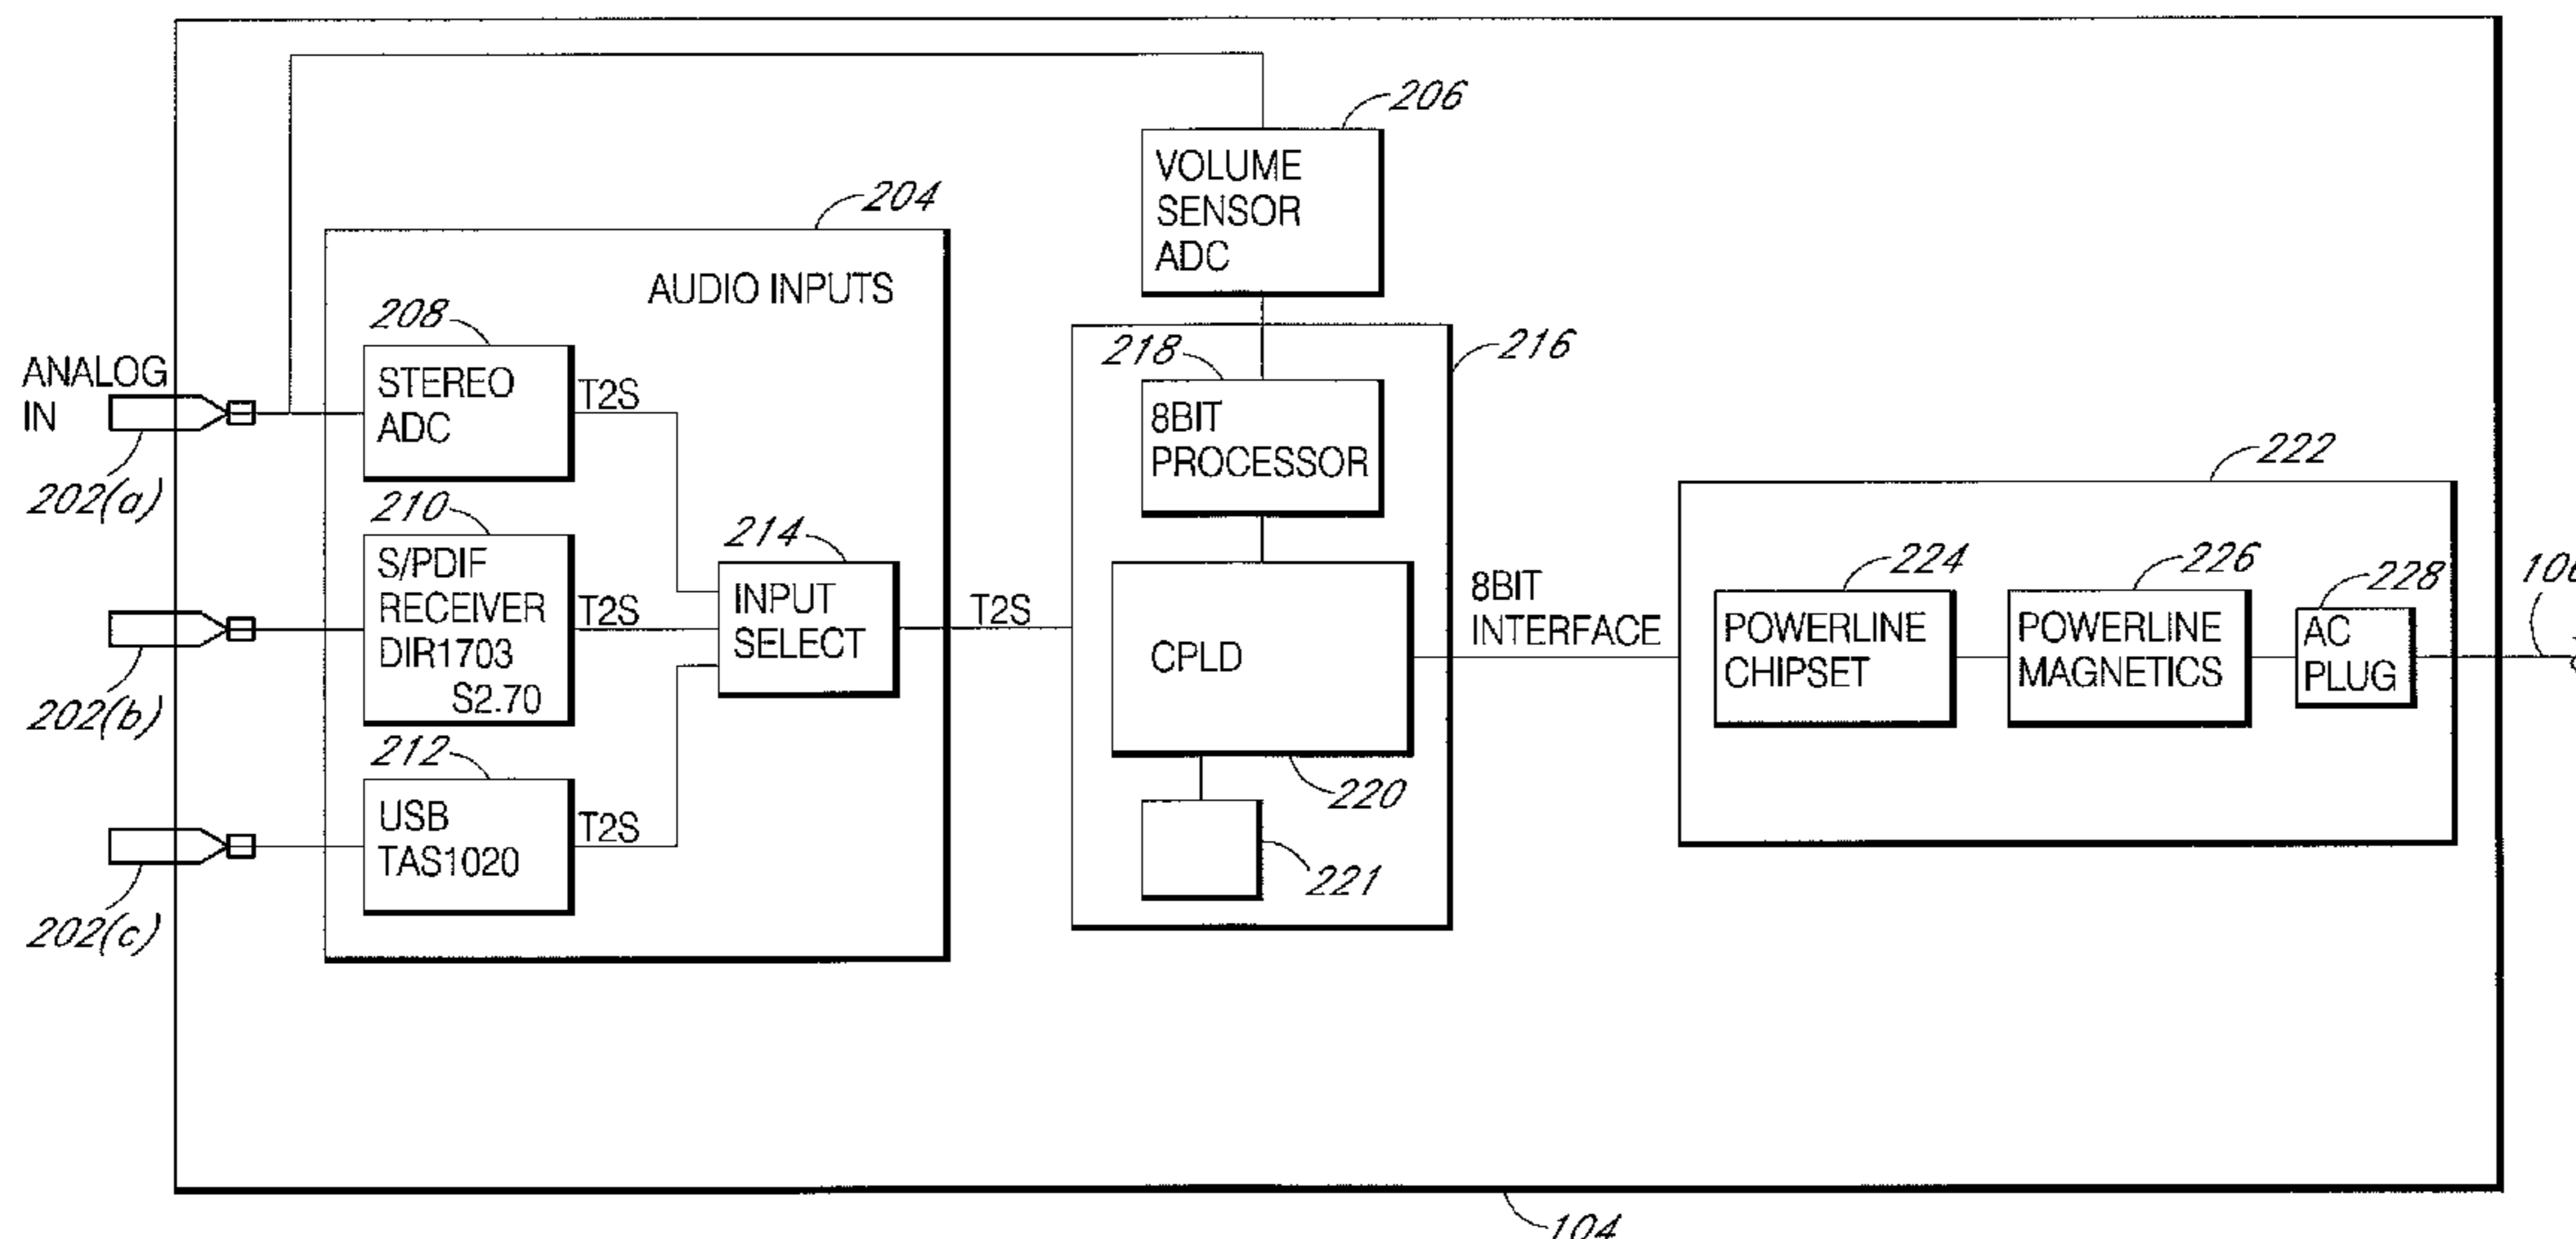 206
VOLUME
SENSOR
ADC
204
AUDIO INPUTS
208
STEREO
ADC
T2S
ANALOG
IN
202(a)
210
S/PDIF
RECEIVER
DIR1703
S2.70
T2S
202(b)
212
USB
TAS1020
T2S
202(c)
214
INPUT
SELECT
T2S
216
218
8BIT
PROCESSOR
CPLD
220
221
8BIT
INTERFACE
222
224
POWERLINE
CHIPSET
226
POWERLINE
MAGNETICS
228
AC
PLUG
104